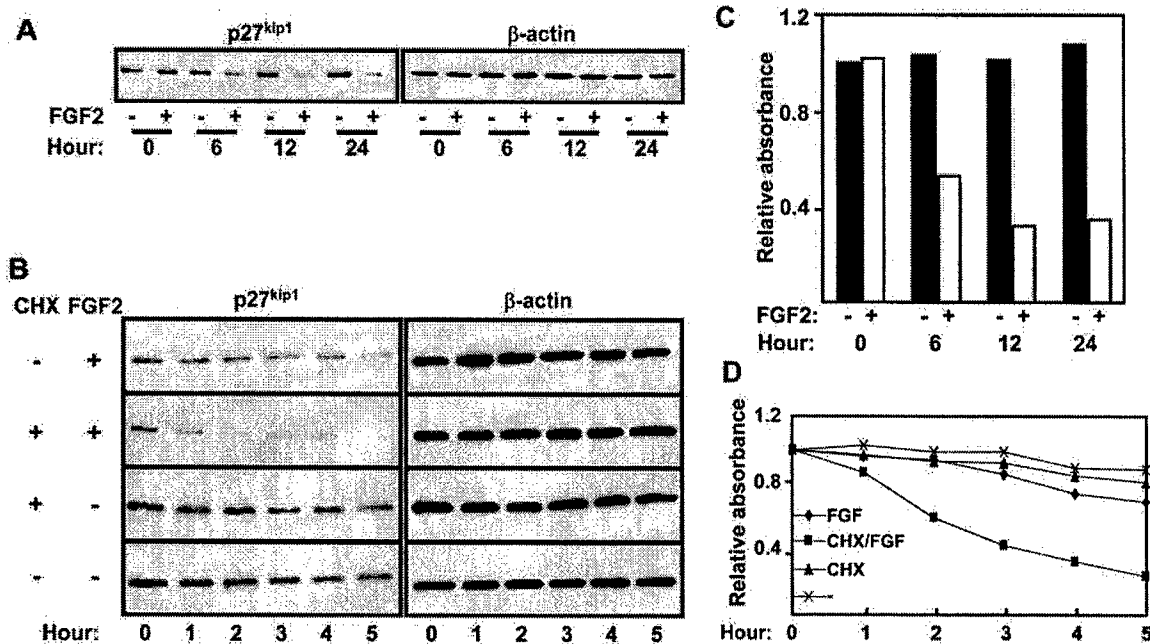 A
p27kip1
β-actin
FGF2 - + - + - + - + - + - + - + - +
Hour: 0 6 12 24 0 6 12 24
B
CHX FGF2
p27kip1
β-actin
- +
+ +
+ -
- -
Hour: 0 1 2 3 4 5 0 1 2 3 4 5
C
Relative absorbance
1.2
1.0
0.4
FGF2: - + - + - + - +
Hour: 0 6 12 24
D
Relative absorbance
1.2
0.8
0.4
FGF
CHX/FGF
CHX
-
Hour: 0 1 2 3 4 5